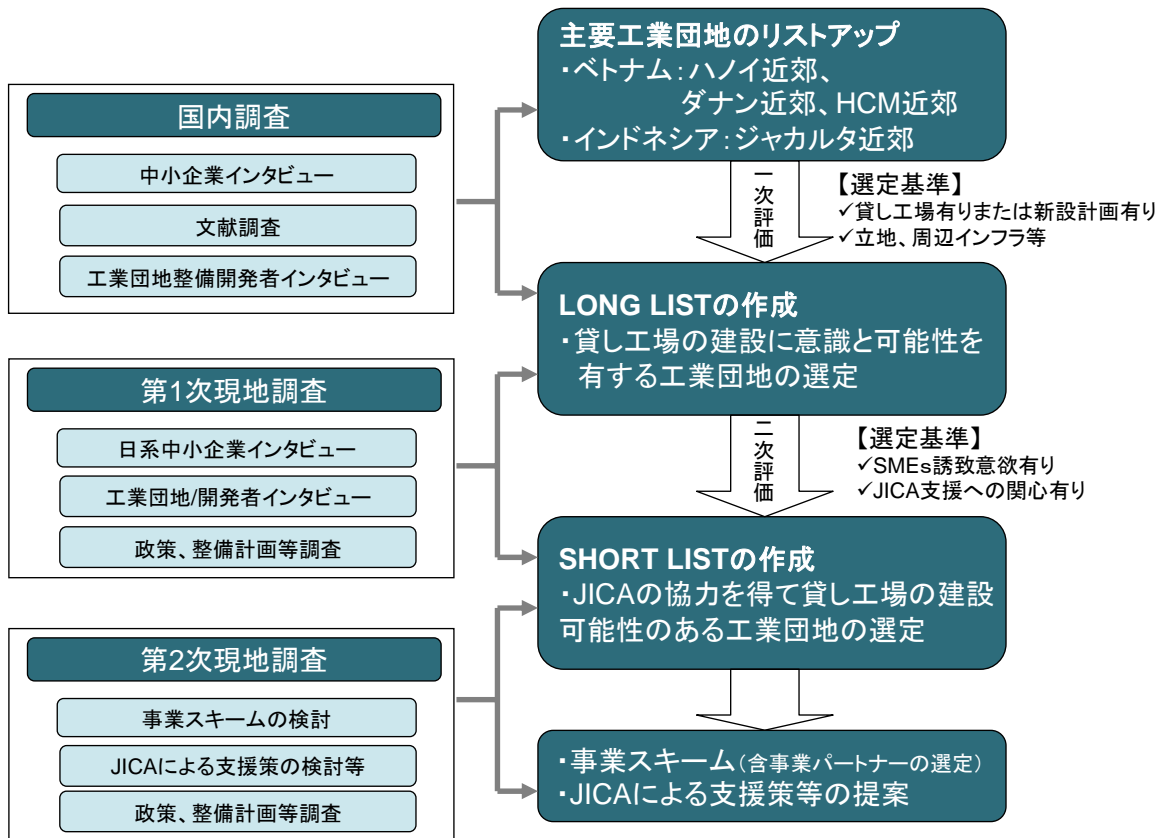 国内調査
中小企業インタビュー
文献調査
工業団地整備開発者インタビュー
第1次現地調査
日系中小企業インタビュー
工業団地/開発者インタビュー
政策、整備計画等調査
第2次現地調査
事業スキームの検討
JICAによる支援策の検討等
政策、整備計画等調査
主要工業団地のリストアップ
・ベトナム：ハノイ近郊、
ダナン近郊、HCM近郊
・インドネシア：ジャカルタ近郊
一次評価
【選定基準】
✓貸し工場有りまたは新設計画有り
✓立地、周辺インフラ等
LONG LISTの作成
・貸し工場の建設に意識と可能性を
有する工業団地の選定
二次評価
【選定基準】
✓SMEs誘致意欲有り
✓JICA支援への関心有り
SHORT LISTの作成
・JICAの協力を得て貸し工場の建設
可能性のある工業団地の選定
・事業スキーム（含事業パートナーの選定）
・JICAによる支援策等の提案